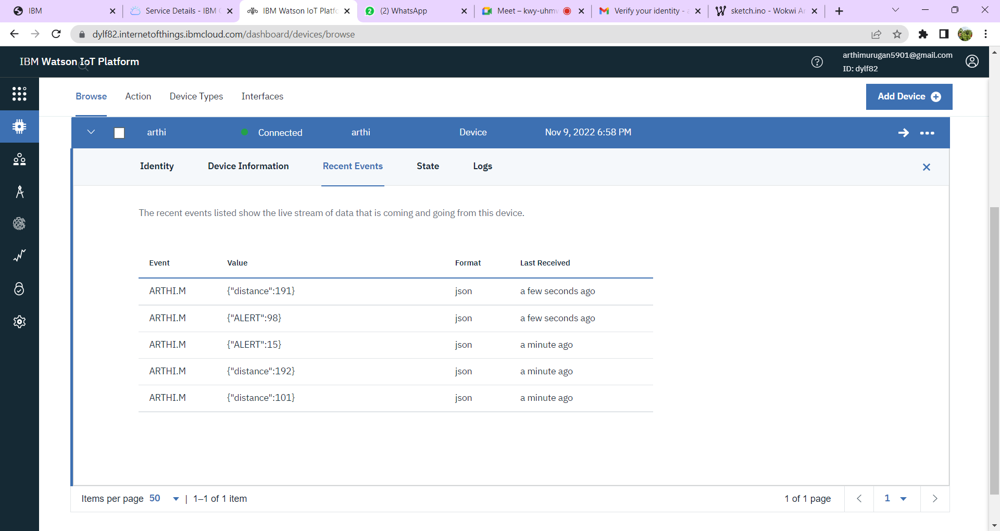 IBM
Service Details - IBM
IBM Watson IoT Platfo
(2) WhatsApp
Meet – kwy-uhmv
Verify your identity -
sketch.ino - Wokwi A
dylf82.internetofthings.ibmcloud.com/dashboard/devices/browse
IBM Watson IoT Platform
arthimurugan5901@gmail.com
ID: dylf82
Browse Action Device Types Interfaces
Add Device
arthi Connected arthi Device Nov 9, 2022 6:58 PM
Identity Device Information Recent Events State Logs
The recent events listed show the live stream of data that is coming and going from this device.
Event Value Format Last Received
ARTHI.M {"distance":191} json a few seconds ago
ARTHI.M {"ALERT":98} json a few seconds ago
ARTHI.M {"ALERT":15} json a minute ago
ARTHI.M {"distance":192} json a minute ago
ARTHI.M {"distance":101} json a minute ago
Items per page 50 | 1–1 of 1 item
1 of 1 page
1